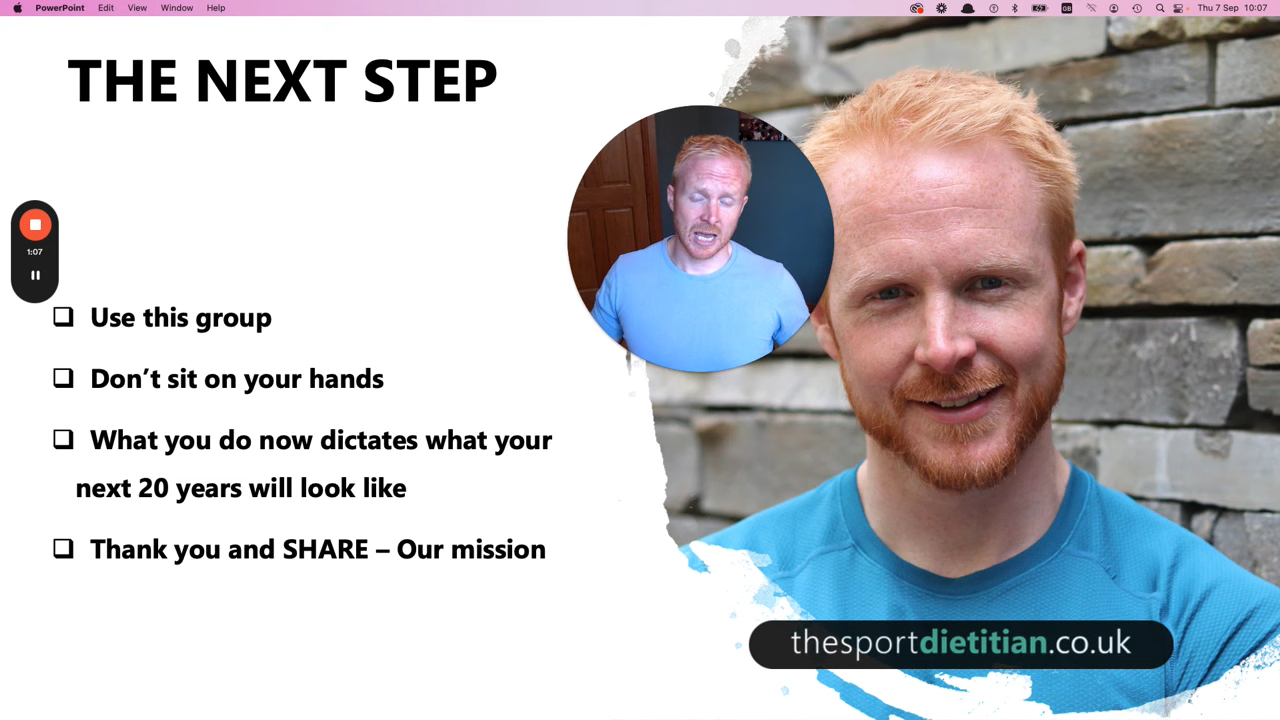 PowerPoint Edit View Window Help
GB Thu 7 Sep 10:07
THE NEXT STEP
1:07
Use this group
Don’t sit on your hands
What you do now dictates what your
next 20 years will look like
Thank you and SHARE – Our mission
thesportdietitian.co.uk